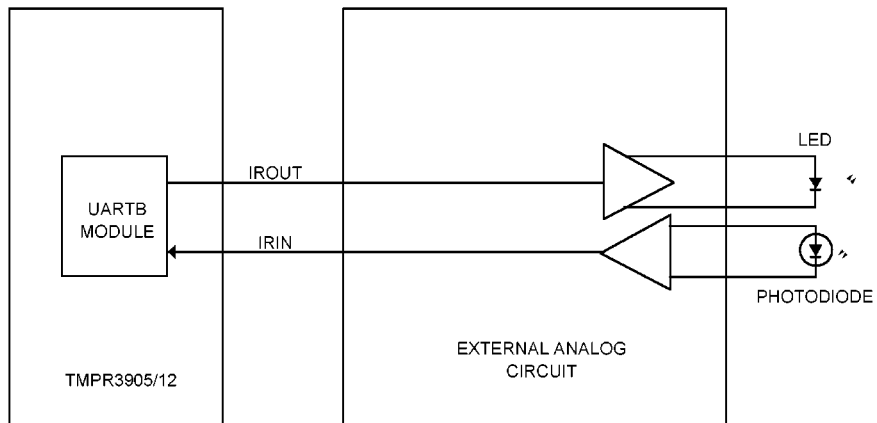 LED
IROUT
UARTB
MODULE
IRIN
PHOTODIODE
EXTERNAL ANALOG
CIRCUIT
TMPR3905/12